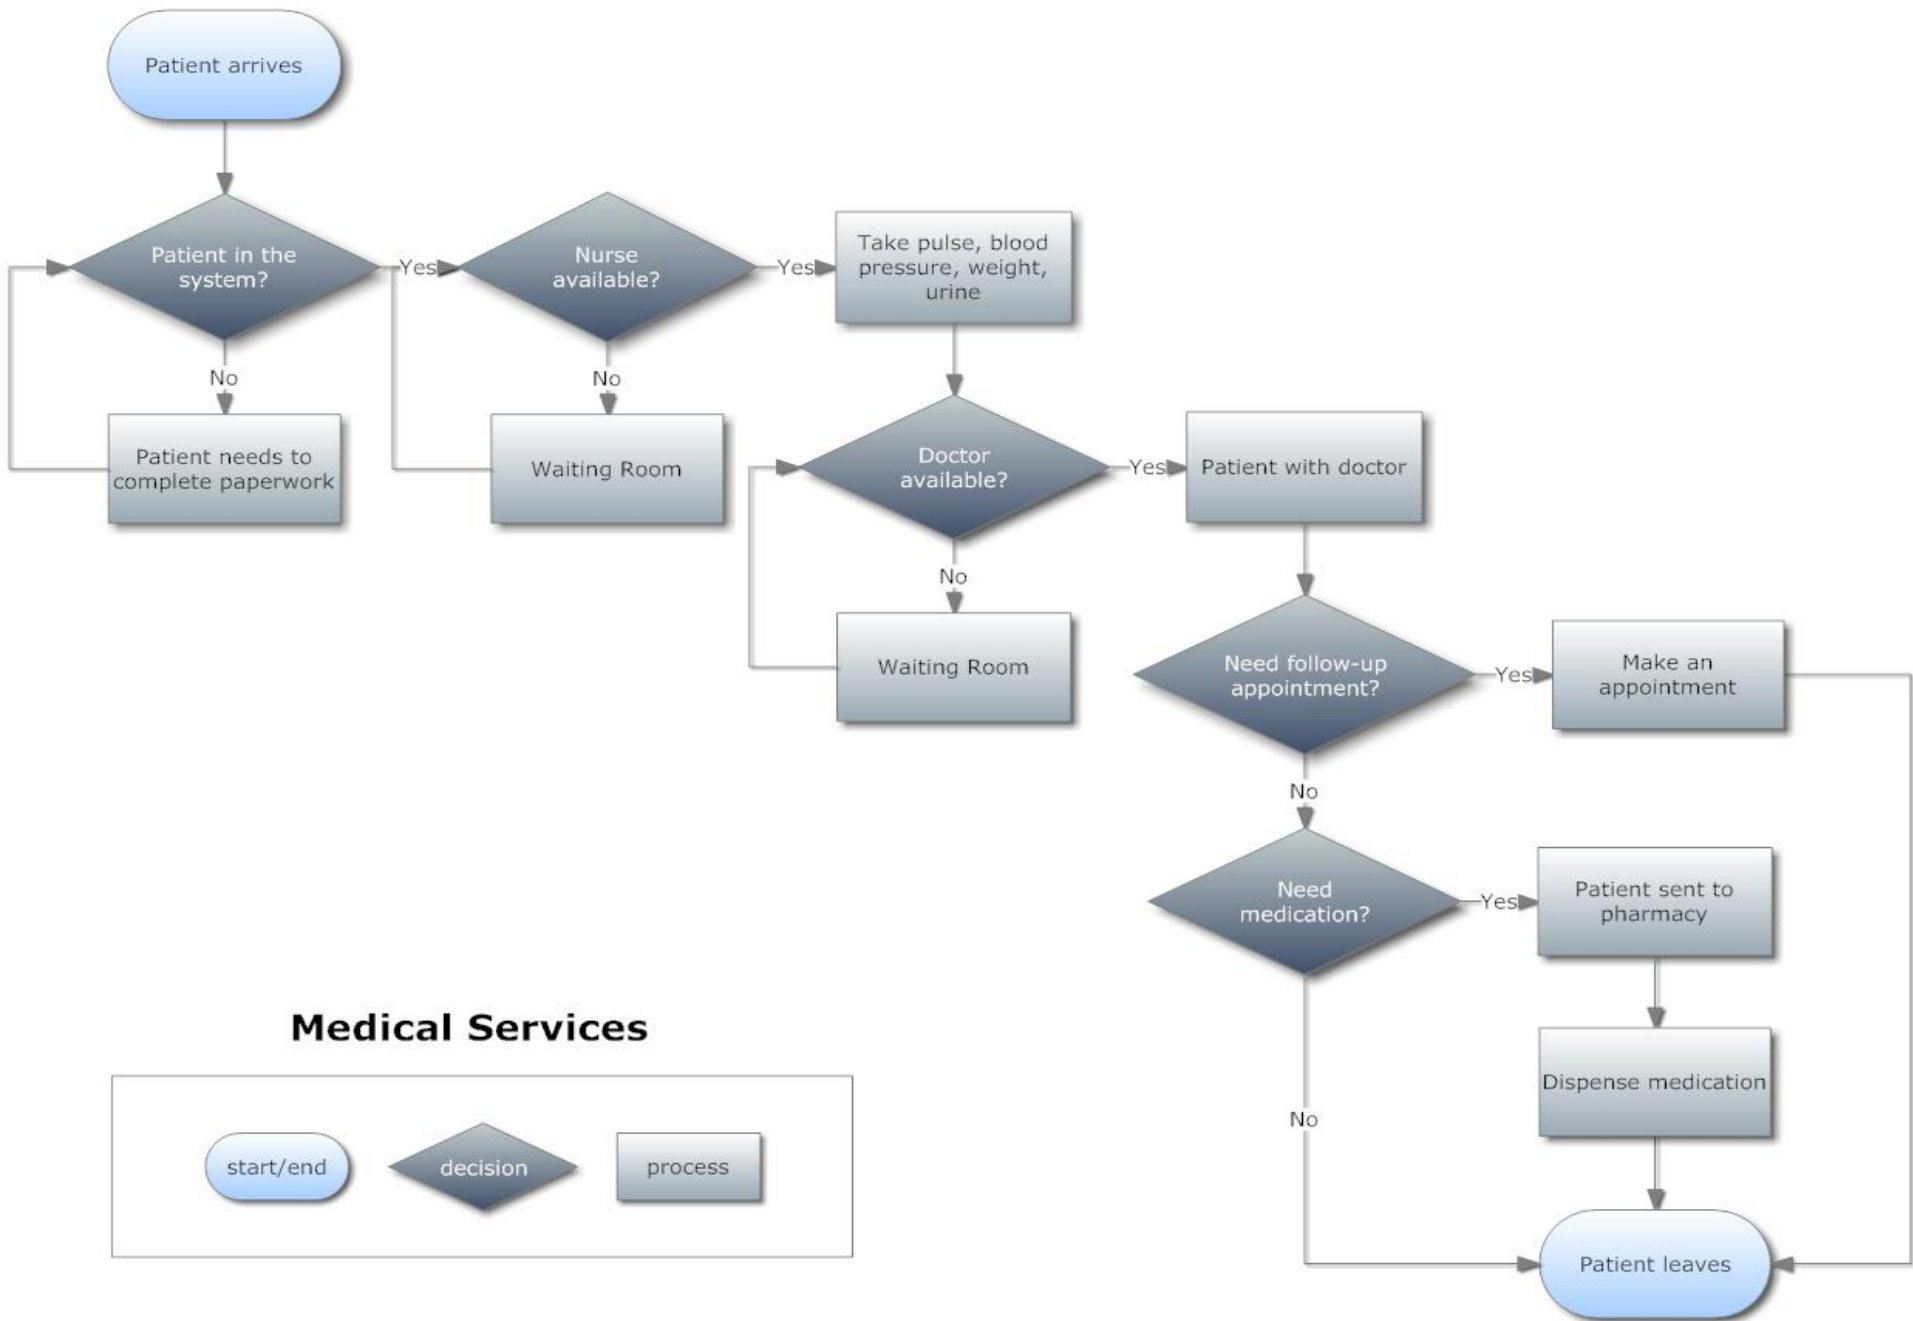 Patient arrives
Patient in the
system?
Yes
No
Patient needs to
complete paperwork
Nurse
available?
Yes
No
Waiting Room
Take pulse, blood
pressure, weight,
urine
Doctor
available?
Yes
No
Waiting Room
Patient with doctor
Need follow-up
appointment?
Yes
Make an
appointment
No
Need
medication?
Yes
Patient sent to
pharmacy
Dispense medication
No
Patient leaves
Medical Services
start/end
decision
process